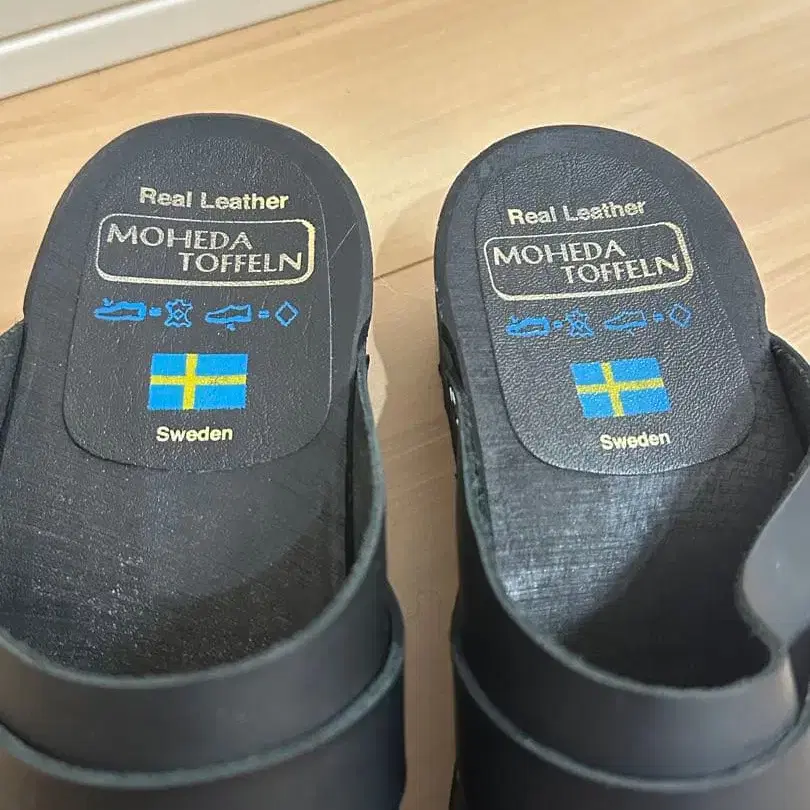 Real Leather
MOHEDA
TOFFELN
Sweden
Real Leather
MOHEDA
TOFFELN
Sweden